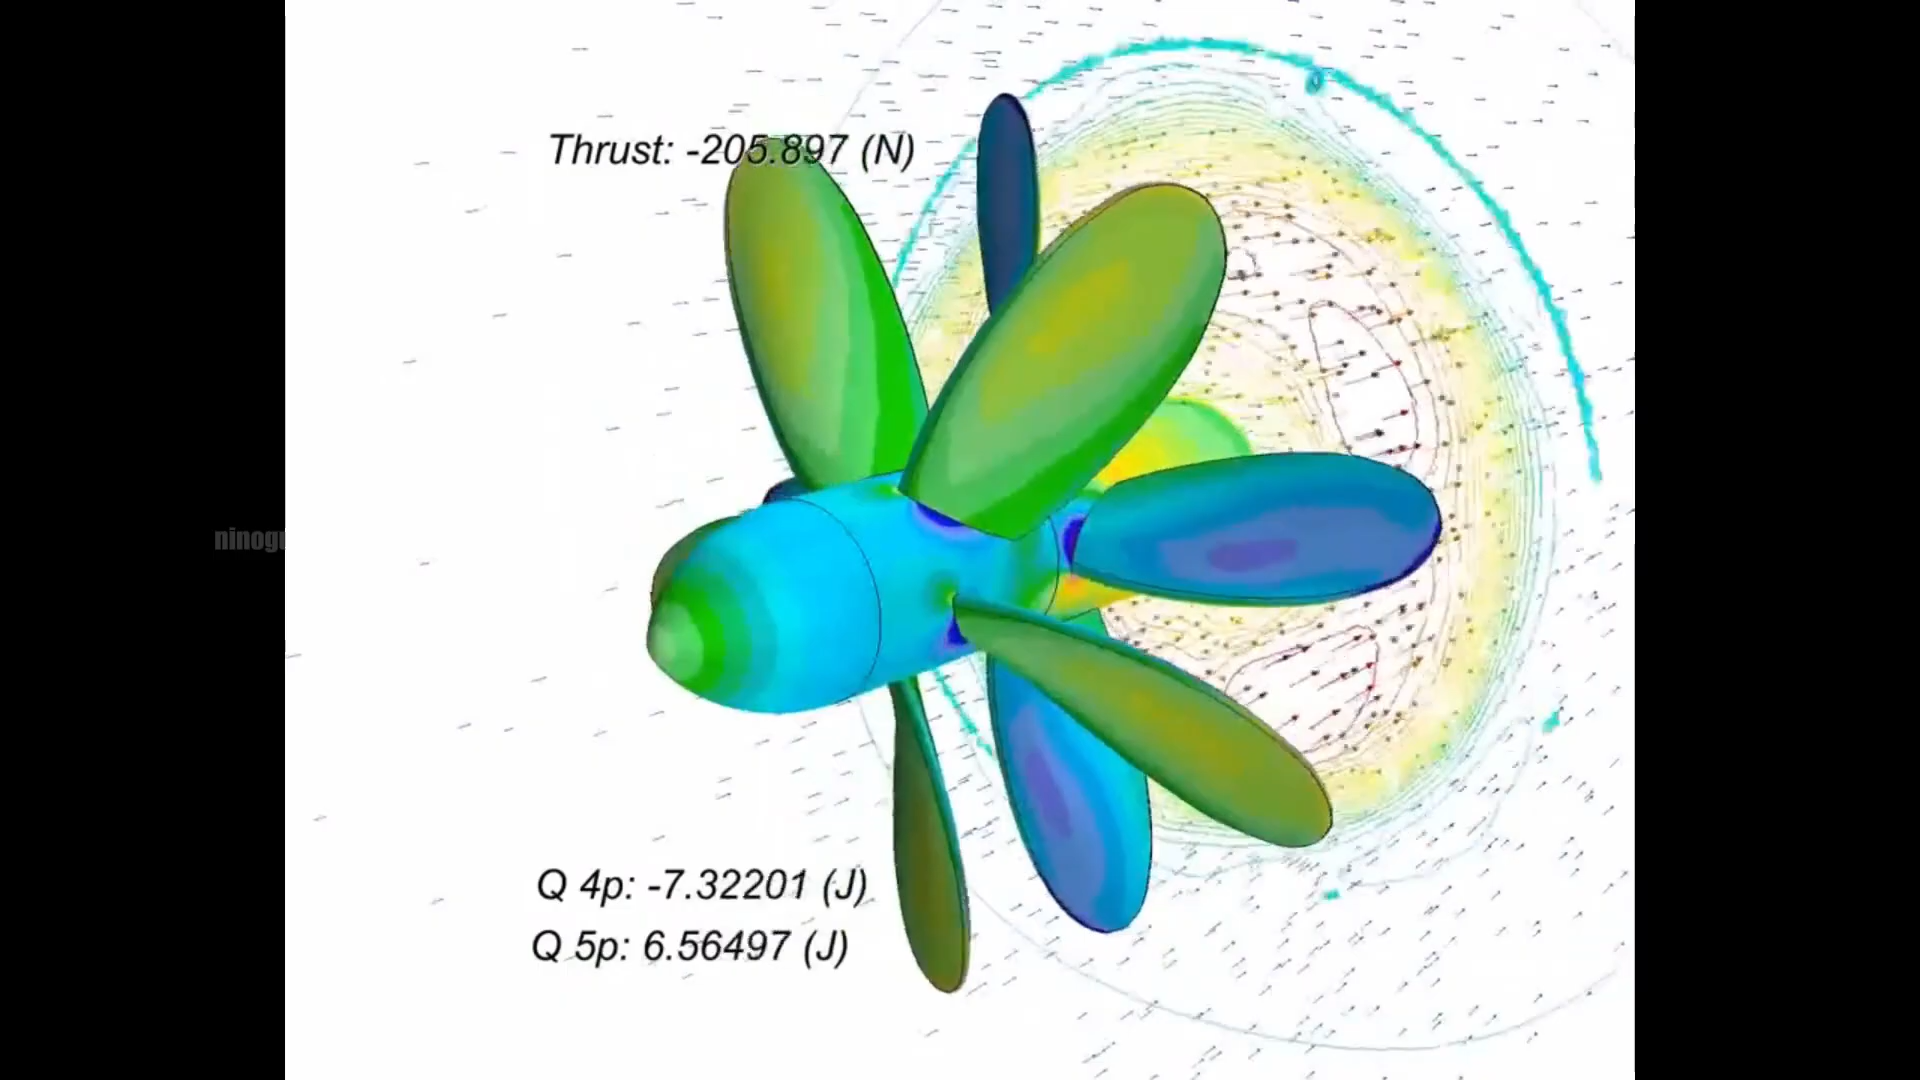 Thrust: -205.897 (N)
Q 4p: -7.32201 (J)
Q 5p: 6.56497 (J)